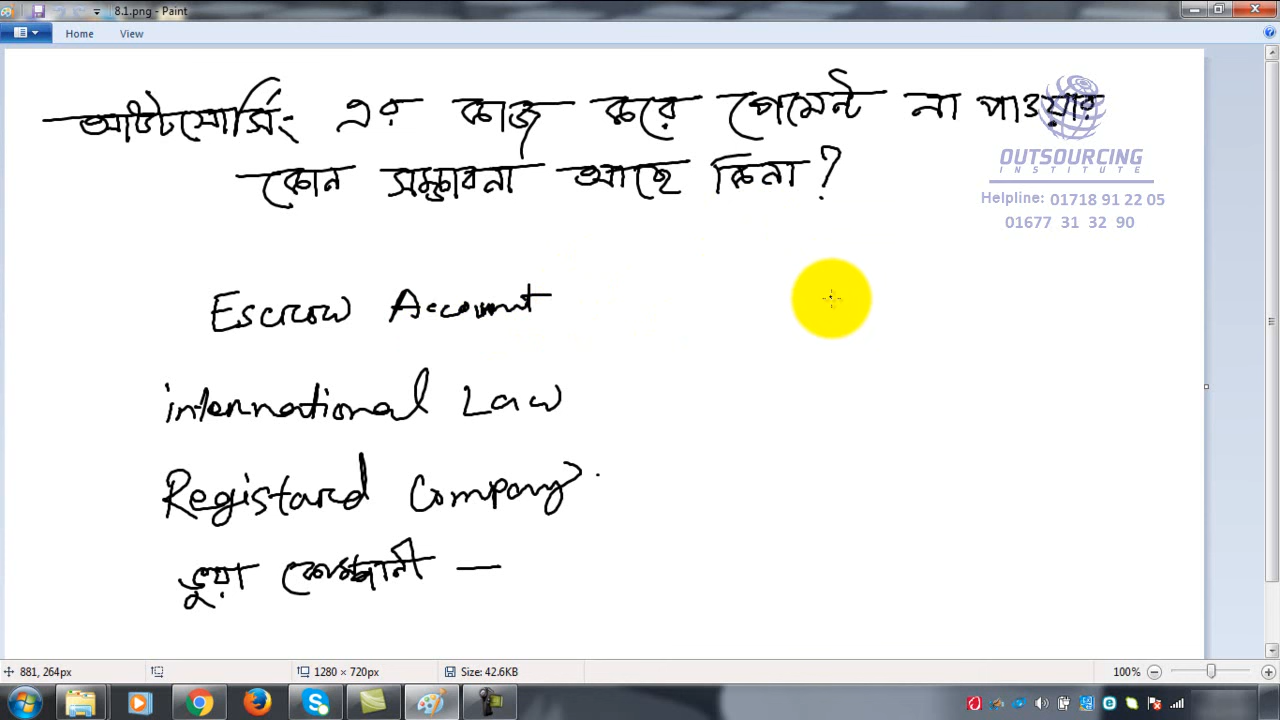 8.1.png - Paint
Home View
আউটসোর্সিং এর কাজ করে পেমেন্ট না পাওয়ার
কোন সম্ভাবনা আছে কিনা?
OUTSOURCING
INSTITUTE
Helpline: 01718 91 22 05
01677 31 32 90
Escrow Account
international Law
Registared Company
ভুয়া কোম্পানী —
881, 264px 1280 × 720px Size: 42.6KB 100%